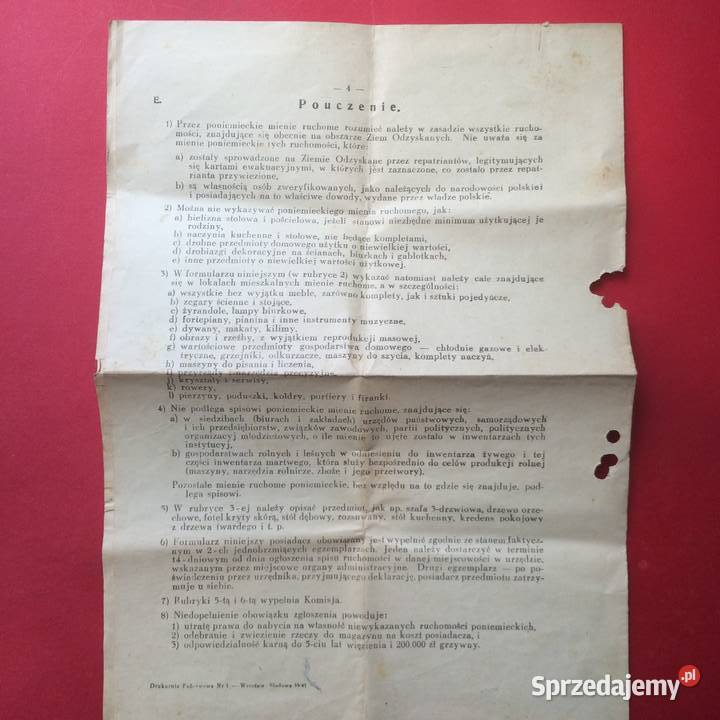 — 4 —
E.
Pouczenie.
1) Przez poniemieckie mienie ruchome rozumieć należy w zasadzie wszystkie rucho-
mości, znajdujące się obecnie na obszarze Ziem Odzyskanych. Nie uważa się za
mienie poniemieckie tych ruchomości, które:
a) zostały sprowadzone na Ziemie Odzyskane przez repatriantów, legitymujących
się kartami ewakuacyjnymi, w których jest zaznaczone, co zostało przez repat-
rianta przywiezione,
b) są własnością osób zweryfikowanych, jako należących do narodowości polskiej
i posiadających na to właściwe dowody, wydane przez władze polskie.
2) Można nie wykazywać poniemieckiego mienia ruchomego, jak:
a) bielizna stołowa i pościelowa, jeżeli stanowi niezbędne minimum użytkującej je
rodziny,
b) naczynia kuchenne i stołowe, nie będące kompletami,
c) drobne przedmioty domowego użytku o niewielkiej wartości,
d) drobiazgi dekoracyjne na ścianach, biurkach i gablotkach,
e) inne przedmioty o niewielkiej wartości użytkowej.
3) W formularzu niniejszym (w rubryce 2) wykazać natomiast należy całe znajdujące
się w lokalach mieszkalnych mienie ruchome, a w szczególności:
a) wszystkie bez wyjątku meble, zarówno komplety, jak i sztuki pojedyńcze,
b) zegary ścienne i stojące,
c) żyrandole, lampy biurkowe,
d) fortepiany, pianina i inne instrumenty muzyczne,
e) dywany, makaty, kilimy,
f) obrazy i rzeźby, z wyjątkiem reprodukcji masowej,
g) wartościowe przedmioty gospodarstwa domowego — chłodnie gazowe i elek-
tryczne, grzejniki, odkurzacze, maszyny do szycia, komplety naczyń,
h) maszyny do pisania i liczenia,
i) przyrządy i narzędzia precyzyjne,
j) kryształy i serwisy,
k) rowery,
l) pierzyny, poduszki, kołdry, portiery i firanki.
4) Nie podlega spisowi poniemieckie mienie ruchome, znajdujące się:
a) w siedzibach (biurach i zakładach) urzędów państwowych, samorządowych
i ich przedsiębiorstw, związków zawodowych, partii politycznych, politycznych
organizacyj młodzieżowych, o ile mienie to ujęte zostało w inwentarzach tych
instytucyj,
b) gospodarstwach rolnych i leśnych w odniesieniu do inwentarza żywego i tej
części inwentarza martwego, która służy bezpośrednio do celów produkcji rolnej
(maszyny, narzędzia rolnicze, zboże i jego przetwory).
Pozostałe mienie ruchome poniemieckie, bez względu na to gdzie się znajduje, pod-
lega spisowi.
5) W rubryce 3-ej należy opisać przedmiot, jak np. szafa 3-drzwiowa, drzewo orze-
chowe, fotel kryty skórą, stół dębowy, rozsuwany, stół kuchenny, kredens pokojowy
z drzewa twardego i t. p.
6) Formularz niniejszy posiadacz obowiązany jest wypełnić zgodnie ze stanem faktycz-
nym w 2-ch jednobrzmiących egzemplarzach. Jeden należy dostarczyć w terminie
14-dniowym od dnia ogłoszenia spisu ruchomości w danej miejscowości w urzędzie,
wskazanym przez miejscowe organy administracyjne. Drugi egzemplarz — po po-
świadczeniu przez urzędnika, przyjmującego deklarację, posiadacz przedmiotu zatrzy-
muje u siebie.
7) Rubryki 5-tą i 6-tą wypełnia Komisja.
8) Niedopełnienie obowiązku zgłoszenia powoduje:
1) utratę prawa do nabycia na własność niewykazanych ruchomości poniemieckich,
2) odebranie i zwiezienie rzeczy do magazynu na koszt posiadacza, i
3) odpowiedzialność karną do 5-ciu lat więzienia i 200.000 zł grzywny.
Drukarnia Państwowa Nr 1 — Wrocław
Sprzedajemy.pl